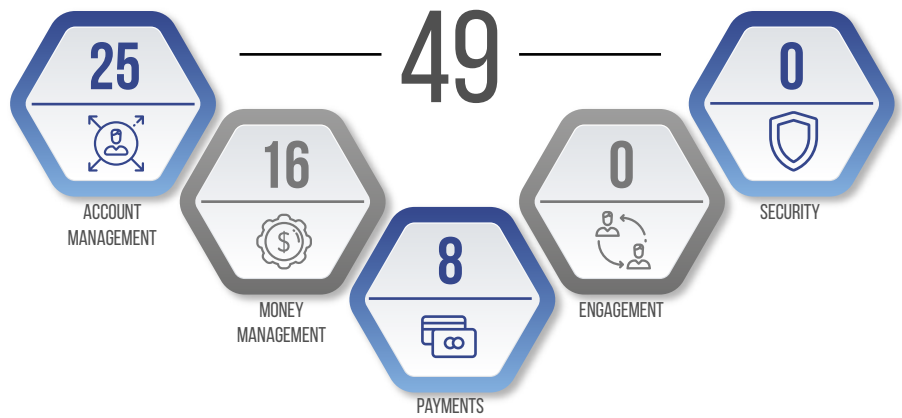 49
25
ACCOUNT
MANAGEMENT
16
$
MONEY
MANAGEMENT
8
PAYMENTS
0
ENGAGEMENT
0
SECURITY